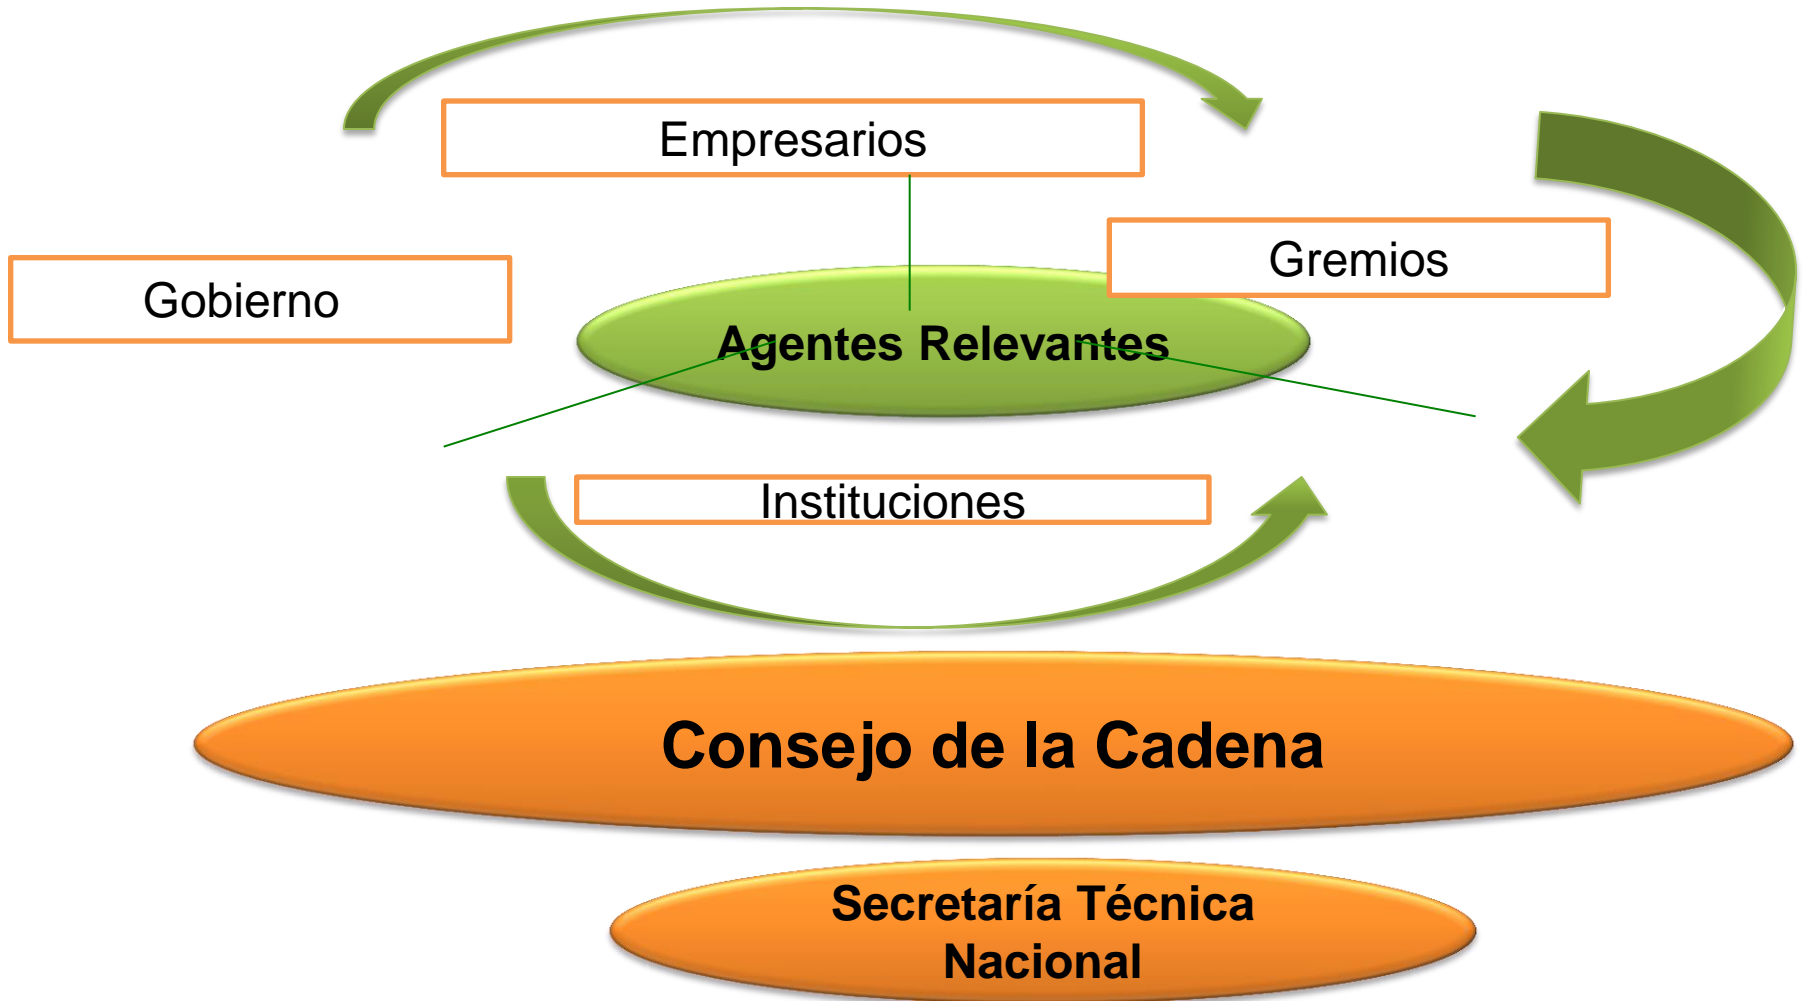 Empresarios
Gremios
Gobierno
Agentes Relevantes
Instituciones
Consejo de la Cadena
Secretaría Técnica
Nacional